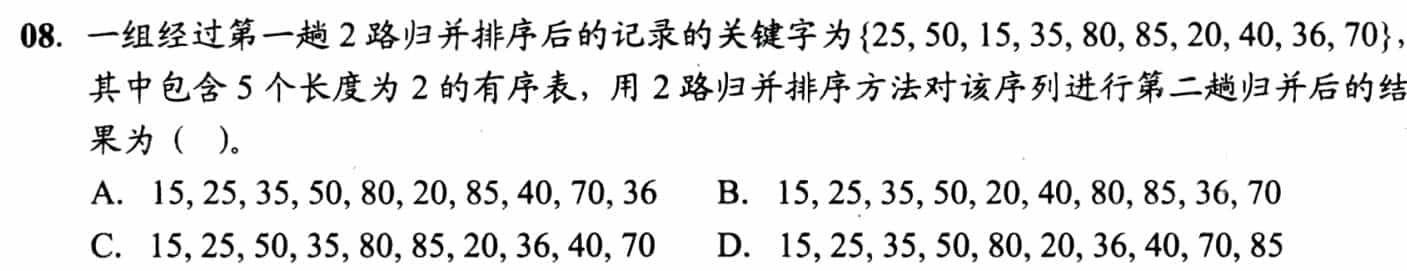 08. 一组经过第一趟 2 路归并排序后的记录的关键字为{25, 50, 15, 35, 80, 85, 20, 40, 36, 70},
其中包含 5 个长度为 2 的有序表，用 2 路归并排序方法对该序列进行第二趟归并后的结
果为（ ）。
A. 15, 25, 35, 50, 80, 20, 85, 40, 70, 36 B. 15, 25, 35, 50, 20, 40, 80, 85, 36, 70
C. 15, 25, 50, 35, 80, 85, 20, 36, 40, 70 D. 15, 25, 35, 50, 80, 20, 36, 40, 70, 85